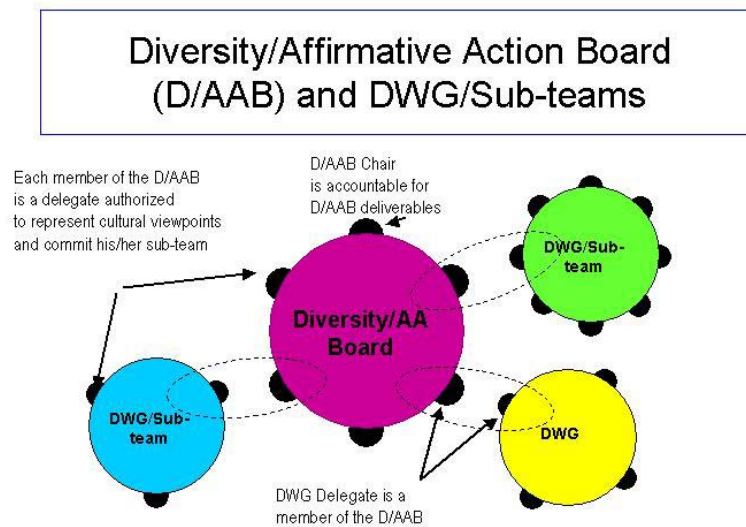 Diversity/Affirmative Action Board
(D/AAB) and DWG/Sub-teams
Each member of the D/AAB
is a delegate authorized
to represent cultural viewpoints
and commit his/her sub-team
D/AAB Chair
is accountable for
D/AAB deliverables
DWG/Sub-
team
Diversity/AA
Board
DWG/Sub-
team
DWG
DWG Delegate is a
member of the D/AAB